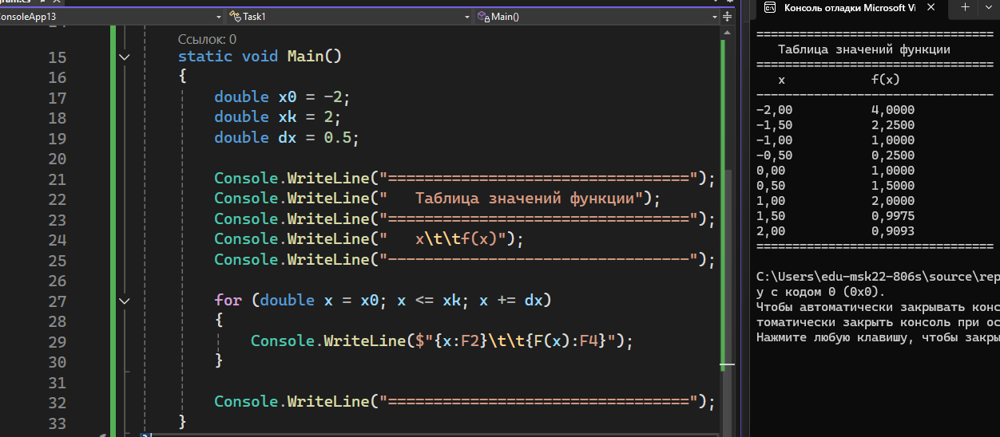 ConsoleApp13
Task1
Main()
Ссылок: 0
15 static void Main()
16 {
17 double x0 = -2;
18 double xk = 2;
19 double dx = 0.5;
20
21 Console.WriteLine("=================================");
22 Console.WriteLine("   Таблица значений функции");
23 Console.WriteLine("=================================");
24 Console.WriteLine("   x\t\tf(x)");
25 Console.WriteLine("---------------------------------");
26
27 for (double x = x0; x <= xk; x += dx)
28 {
29 Console.WriteLine($"{x:F2}\t\t{F(x):F4}");
30 }
31
32 Console.WriteLine("=================================");
33 }
Консоль отладки Microsoft Vi
=================================
Таблица значений функции
=================================
x f(x)
---------------------------------
-2,00 4,0000
-1,50 2,2500
-1,00 1,0000
-0,50 0,2500
0,00 1,0000
0,50 1,5000
1,00 2,0000
1,50 0,9975
2,00 0,9093
=================================
C:\Users\edu-msk22-806s\source\rep
у с кодом 0 (0x0).
Чтобы автоматически закрывать конс
томатически закрыть консоль при ос
Нажмите любую клавишу, чтобы закры